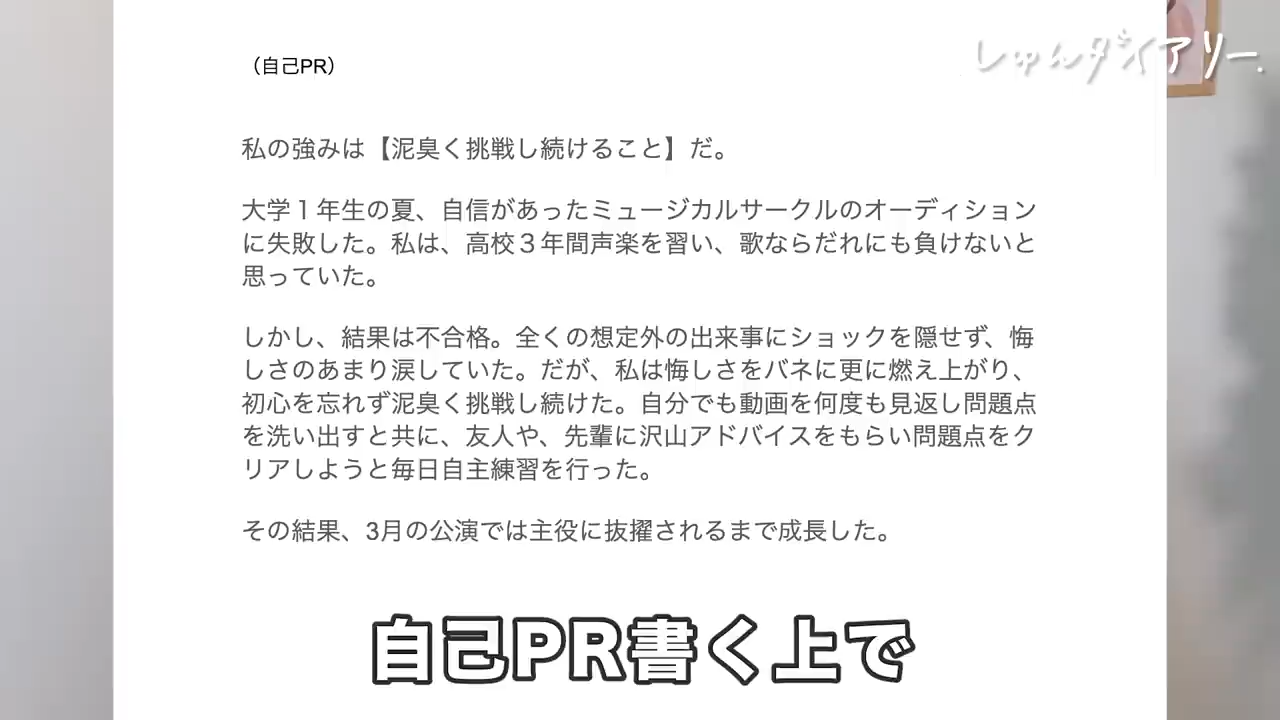 しゅんダイアリー.
（自己PR）
私の強みは【泥臭く挑戦し続けること】だ。
大学１年生の夏、自信があったミュージカルサークルのオーディション
に失敗した。私は、高校３年間声楽を習い、歌ならだれにも負けないと
思っていた。
しかし、結果は不合格。全くの想定外の出来事にショックを隠せず、悔
しさのあまり涙していた。だが、私は悔しさをバネに更に燃え上がり、
初心を忘れず泥臭く挑戦し続けた。自分でも動画を何度も見返し問題点
を洗い出すと共に、友人や、先輩に沢山アドバイスをもらい問題点をク
リアしようと毎日自主練習を行った。
その結果、3月の公演では主役に抜擢されるまで成長した。
自己PR書く上で